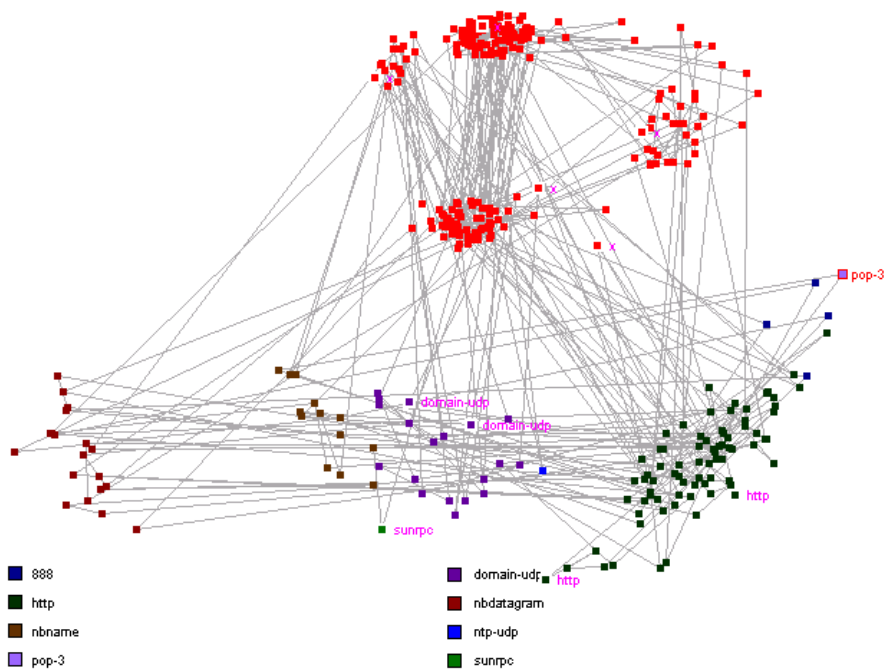 x
x
x
x
x
pop-3
domain-udp
domain-udp
http
sunrpc
http
888
domain-udp
http
nbdatagram
nbname
ntp-udp
pop-3
sunrpc